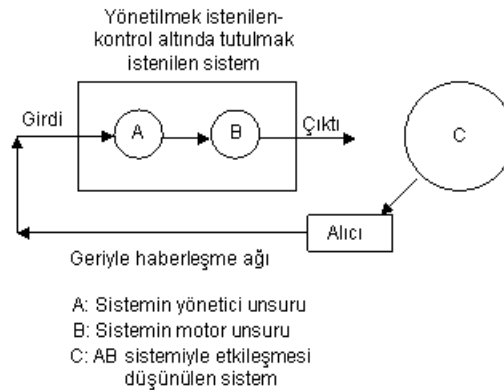 Yönetilmek istenilen-
kontrol altında tutulmak
istenilen sistem
Girdi
A
B
Çıktı
C
Alıcı
Geriyle haberleşme ağı
A: Sistemin yönetici unsuru
B: Sistemin motor unsuru
C: AB sistemiyle etkileşmesi
düşünülen sistem